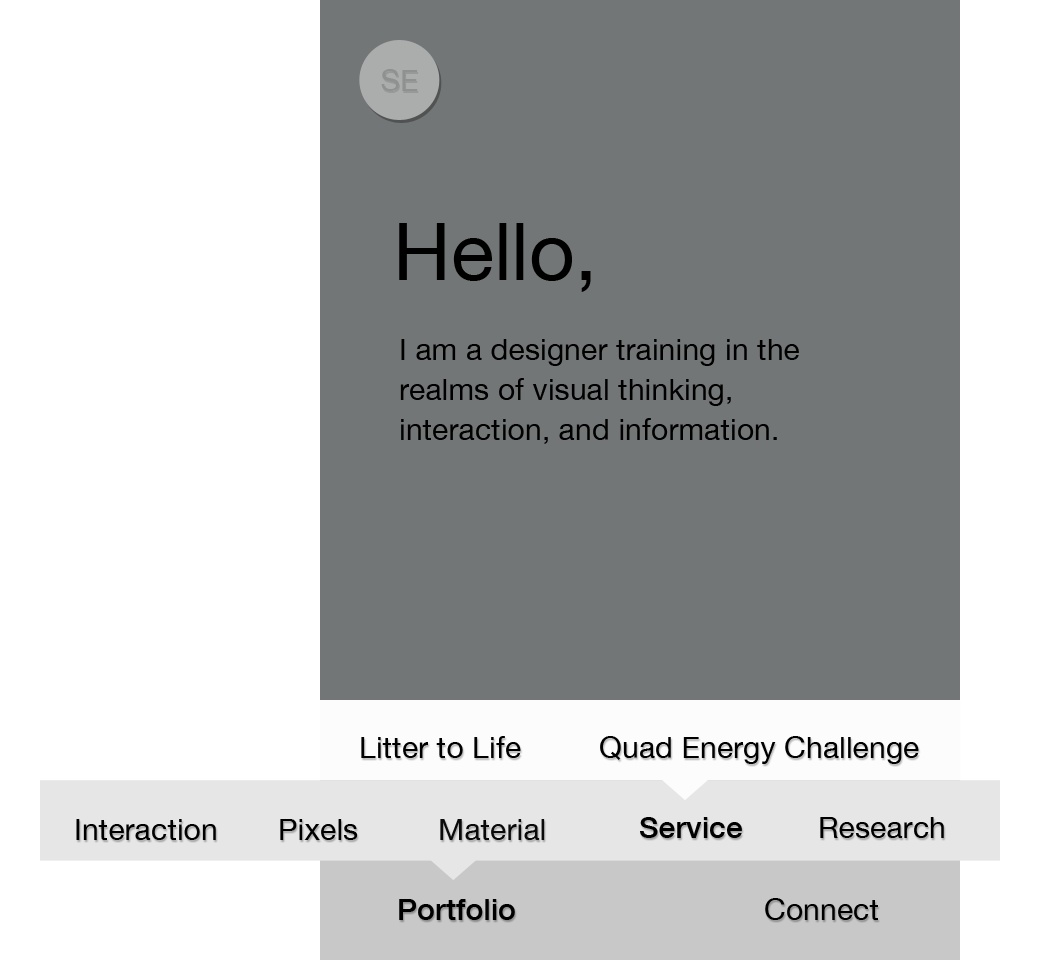 SE
Hello,
I am a designer training in the
realms of visual thinking,
interaction, and information.
Litter to Life Quad Energy Challenge
Interaction Pixels Material Service Research
Portfolio Connect